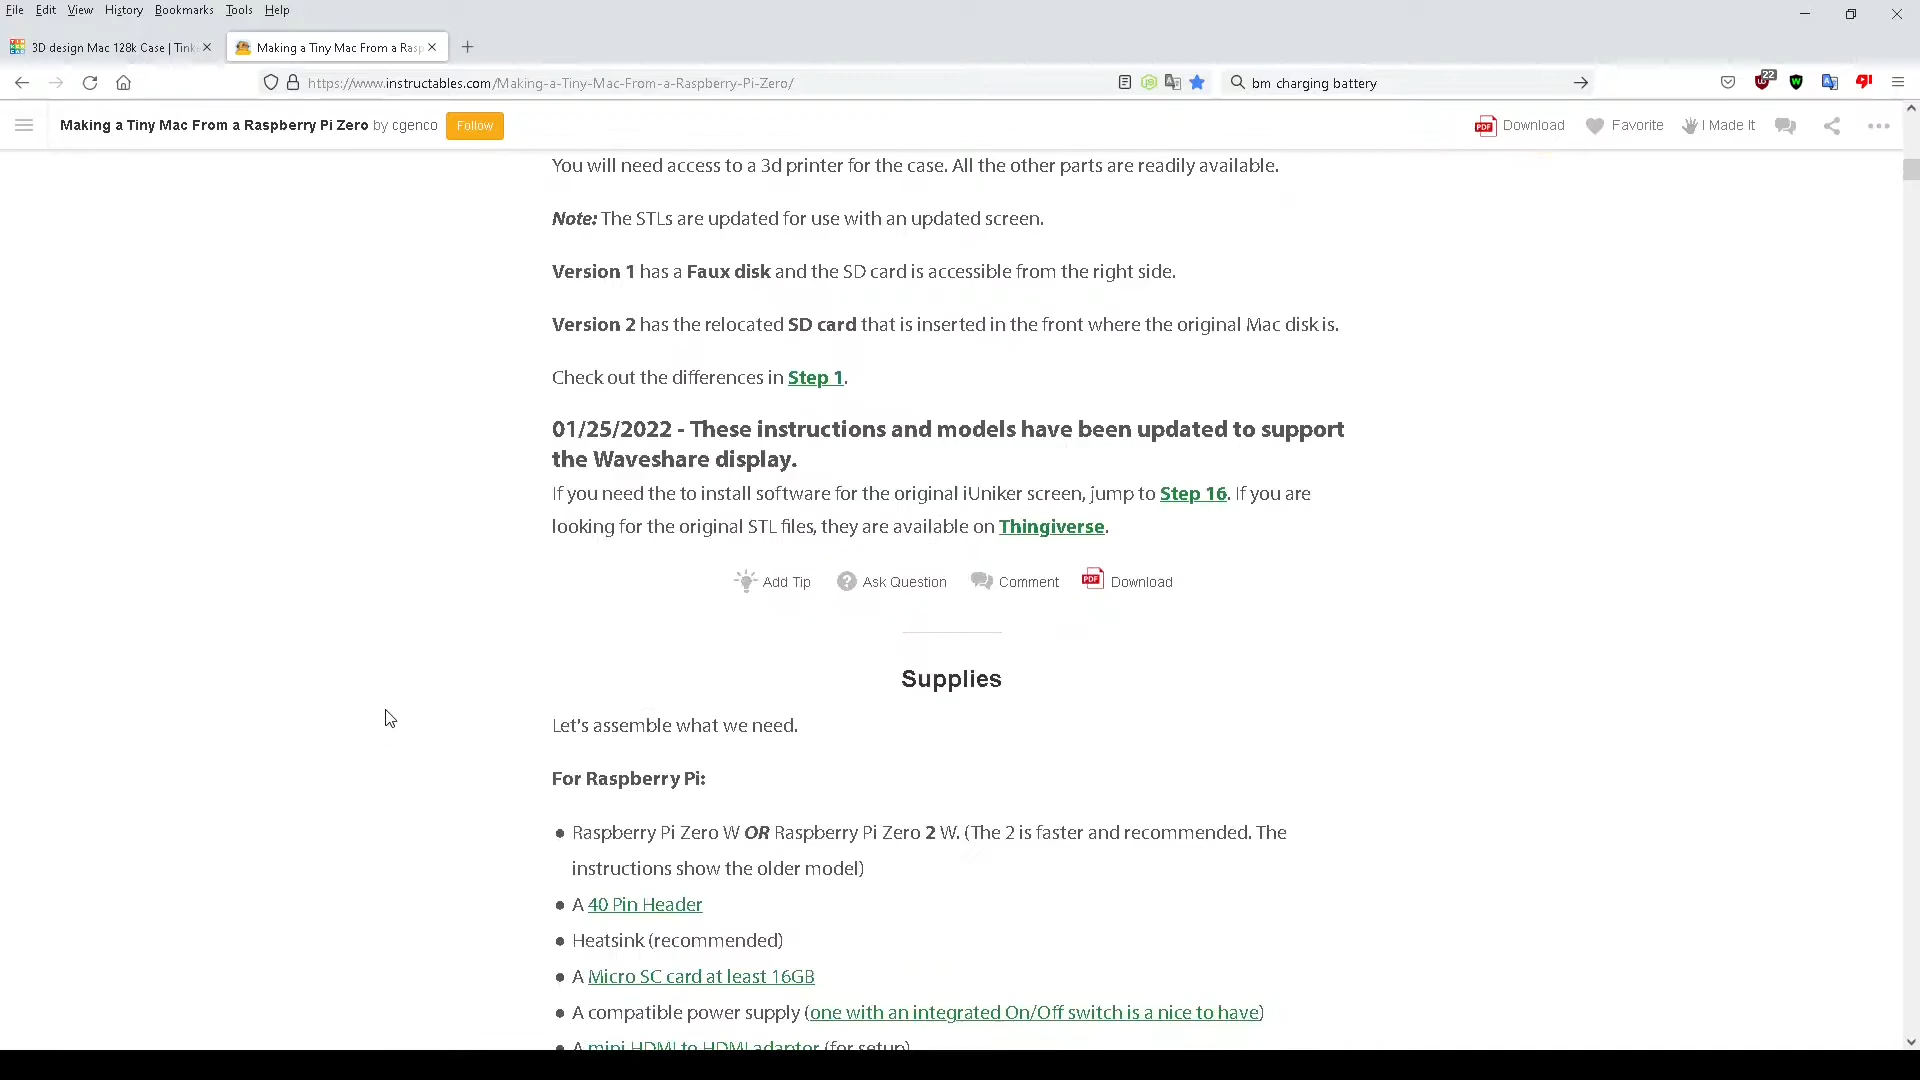 File Edit View History Bookmarks Tools Help
3D design Mac 128k Case | Tink
Making a Tiny Mac From a Rasp
https://www.instructables.com/Making-a-Tiny-Mac-From-a-Raspberry-Pi-Zero/
bm charging battery
22
Making a Tiny Mac From a Raspberry Pi Zero by cgenco Follow
PDF Download Favorite I Made It
You will need access to a 3d printer for the case. All the other parts are readily available.
Note: The STLs are updated for use with an updated screen.
Version 1 has a Faux disk and the SD card is accessible from the right side.
Version 2 has the relocated SD card that is inserted in the front where the original Mac disk is.
Check out the differences in Step 1.
01/25/2022 - These instructions and models have been updated to support
the Waveshare display.
If you need the to install software for the original iUniker screen, jump to Step 16. If you are
looking for the original STL files, they are available on Thingiverse.
Add Tip Ask Question Comment PDF Download
Supplies
Let's assemble what we need.
For Raspberry Pi:
● Raspberry Pi Zero W OR Raspberry Pi Zero 2 W. (The 2 is faster and recommended. The
instructions show the older model)
● A 40 Pin Header
● Heatsink (recommended)
● A Micro SC card at least 16GB
● A compatible power supply (one with an integrated On/Off switch is a nice to have)
● A mini HDMI to HDMI adaptor (for setup)